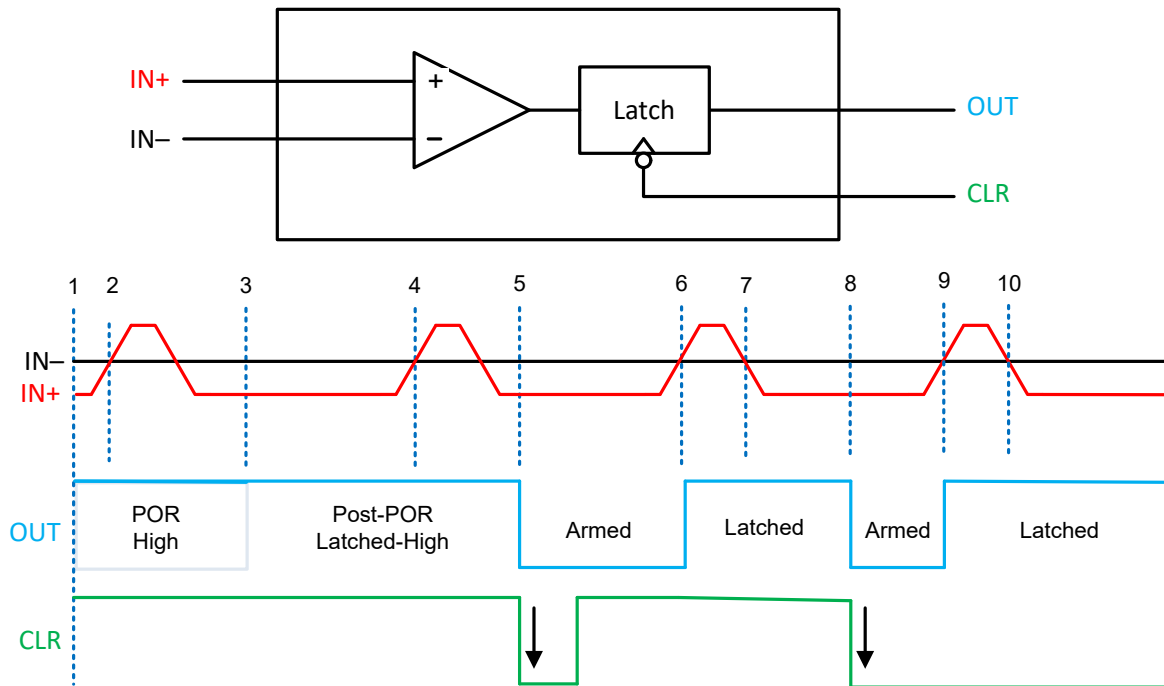 IN+
IN–
+
–
Latch
OUT
CLR
1 2 3 4 5 6 7 8 9 10
IN–
IN+
OUT
POR
High
Post-POR
Latched-High
Armed
Latched
Armed
Latched
CLR